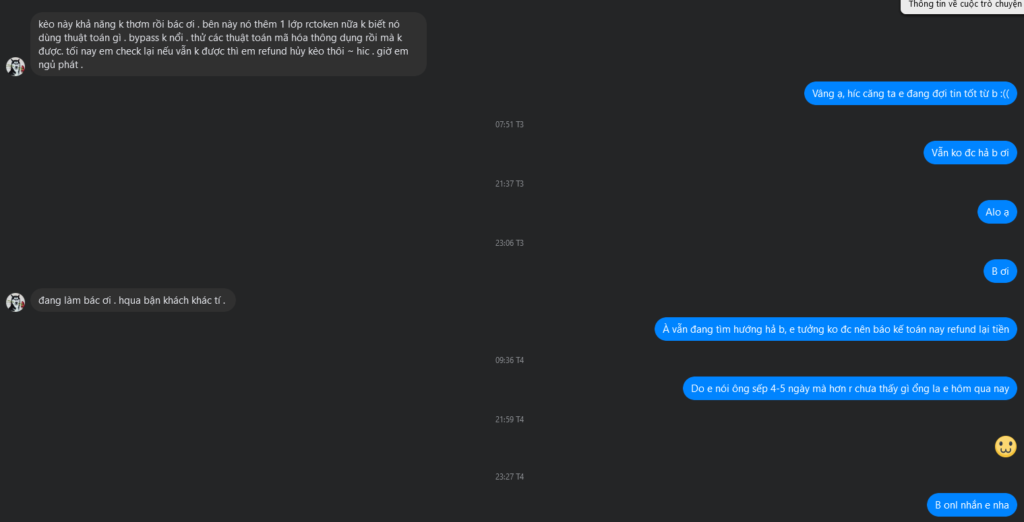 Thông tin về cuộc trò chuyện
kèo này khả năng k thơm rồi bác ơi . bên này nó thêm 1 lớp rctoken nữa k biết nó
dùng thuật toán gì . bypass k nổi . thử các thuật toán mã hóa thông dụng rồi mà k
được. tối nay em check lại nếu vẫn k được thì em refund hủy kèo thôi ~ hic . giờ em
ngủ phát .
Vâng ạ, híc căng ta e đang đợi tin tốt từ b :((
07:51 T3
Vẫn ko đc hả b ơi
21:37 T3
Alo ạ
23:06 T3
B ơi
đang làm bác ơi . hqua bận khách khác tí .
À vẫn đang tìm hướng hả b, e tưởng ko đc nên báo kế toán nay refund lại tiền
09:36 T4
Do e nói ông sếp 4-5 ngày mà hơn r chưa thấy gì ổng la e hôm qua nay
21:59 T4
23:27 T4
B onl nhắn e nha